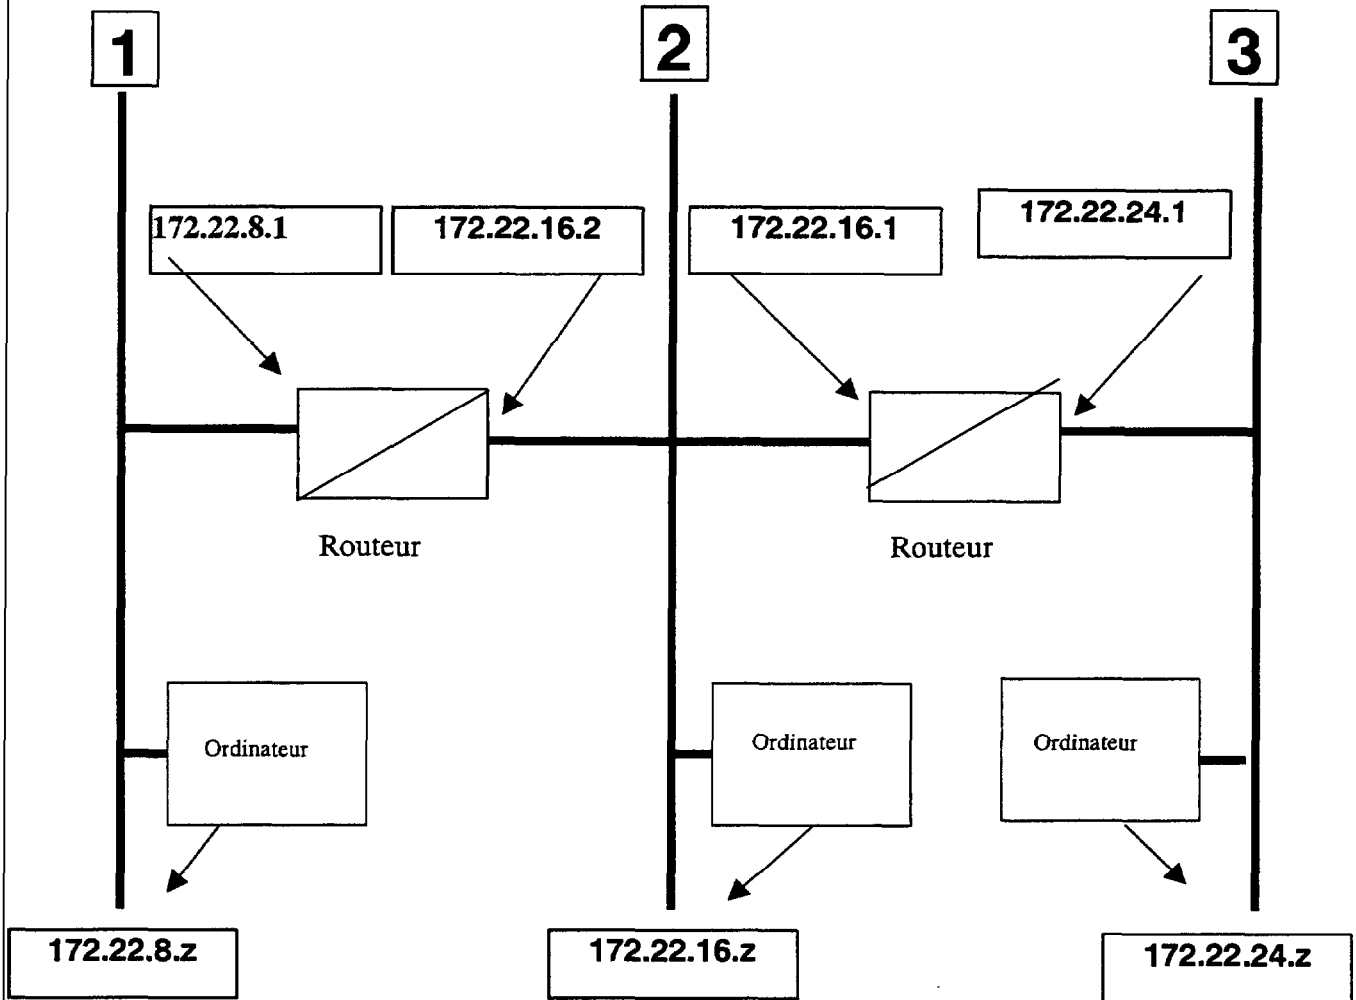 1
2
3
172.22.8.1
172.22.16.2
172.22.16.1
172.22.24.1
Routeur
Routeur
Ordinateur
Ordinateur
Ordinateur
172.22.8.z
172.22.16.z
172.22.24.z